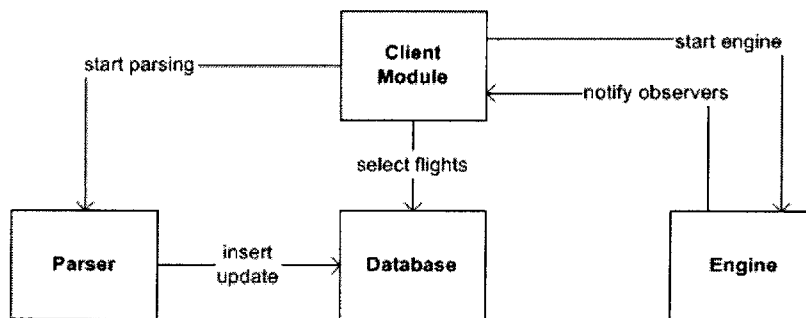 Client
Module
start engine
start parsing
notify observers
select flights
Parser
insert
update
Database
Engine